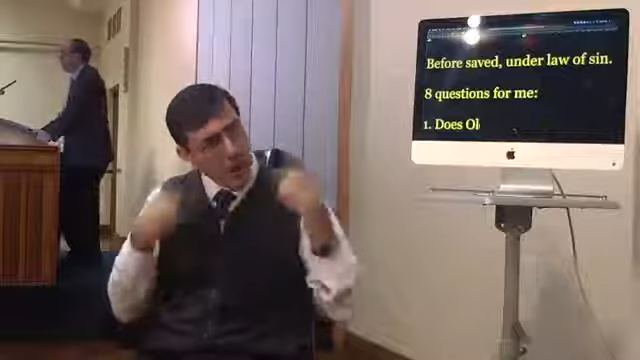 Before saved, under law of sin.
8 questions for me:
1. Does Ol